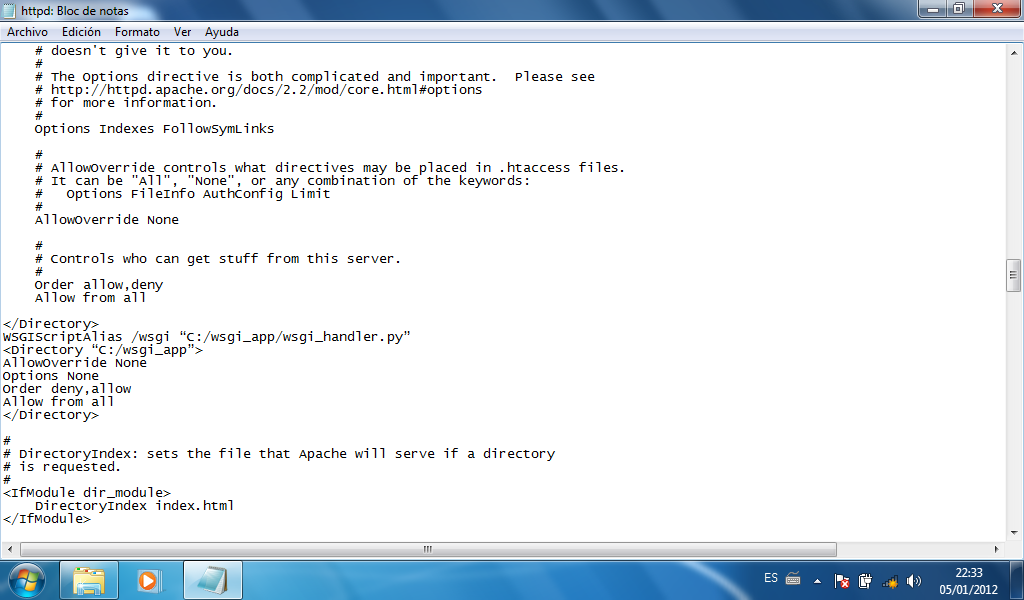 httpd: Bloc de notas
Archivo Edición Formato Ver Ayuda
# doesn't give it to you.
#
# The Options directive is both complicated and important.  Please see
# http://httpd.apache.org/docs/2.2/mod/core.html#options
# for more information.
#
Options Indexes FollowSymLinks
#
# AllowOverride controls what directives may be placed in .htaccess files.
# It can be "All", "None", or any combination of the keywords:
#   Options FileInfo AuthConfig Limit
#
AllowOverride None
#
# Controls who can get stuff from this server.
#
Order allow,deny
Allow from all
</Directory>
WSGIScriptAlias /wsgi “C:/wsgi_app/wsgi_handler.py”
<Directory “C:/wsgi_app”>
AllowOverride None
Options None
Order deny,allow
Allow from all
</Directory>
#
# DirectoryIndex: sets the file that Apache will serve if a directory
# is requested.
#
<IfModule dir_module>
DirectoryIndex index.html
</IfModule>
ES
22:33
05/01/2012